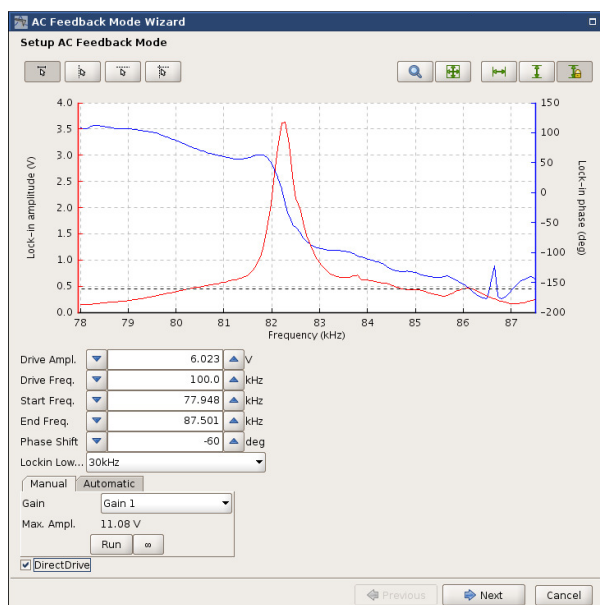 AC Feedback Mode Wizard
Setup AC Feedback Mode
4.0
3.5
3.0
2.5
2.0
1.5
1.0
0.5
0.0
Lock-in amplitude (V)
150
100
50
0
-50
-100
-150
-200
Lock-in phase (deg)
78 79 80 81 82 83 84 85 86 87
Frequency (kHz)
Drive Ampl. 6.023 V
Drive Freq. 100.0 kHz
Start Freq. 77.948 kHz
End Freq. 87.501 kHz
Phase Shift -60 deg
Lockin Low... 30kHz
Manual Automatic
Gain Gain 1
Max. Ampl. 11.08 V
Run ∞
DirectDrive
Previous Next Cancel